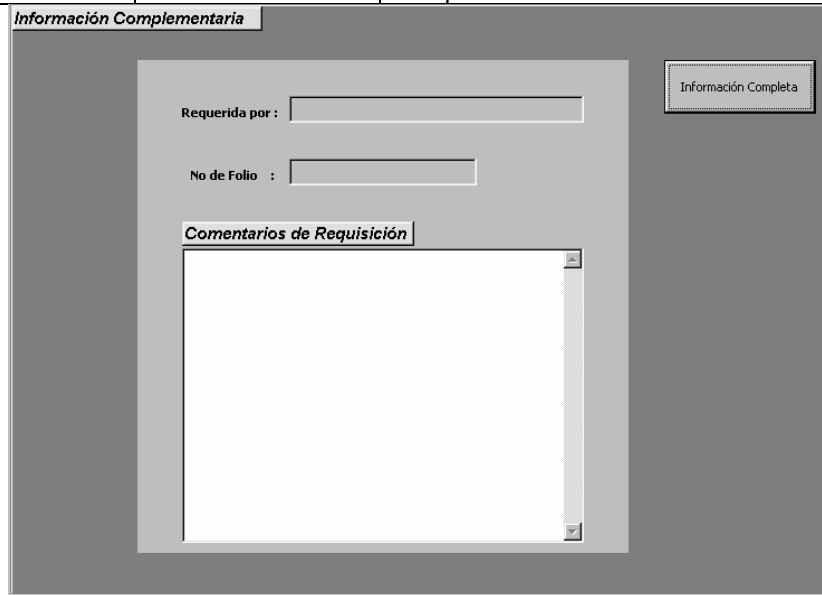 Información Complementaria
Información Completa
Requerida por :
No de Folio :
Comentarios de Requisición